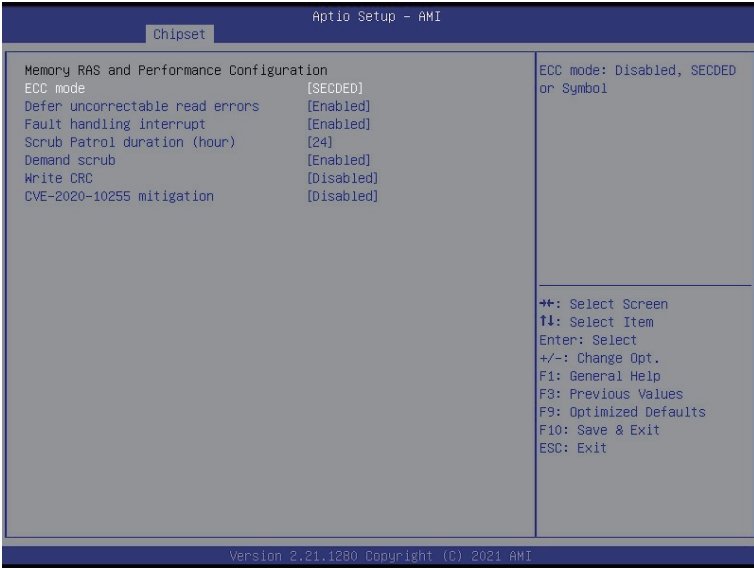 Aptio Setup – AMI
Chipset
Memory RAS and Performance Configuration
ECC mode [SECDED]
Defer uncorrectable read errors [Enabled]
Fault handling interrupt [Enabled]
Scrub Patrol duration (hour) [24]
Demand scrub [Enabled]
Write CRC [Disabled]
CVE-2020-10255 mitigation [Disabled]
ECC mode: Disabled, SECDED
or Symbol
→←: Select Screen
↑↓: Select Item
Enter: Select
+/-: Change Opt.
F1: General Help
F3: Previous Values
F9: Optimized Defaults
F10: Save & Exit
ESC: Exit
Version 2.21.1280 Copyright (C) 2021 AMI